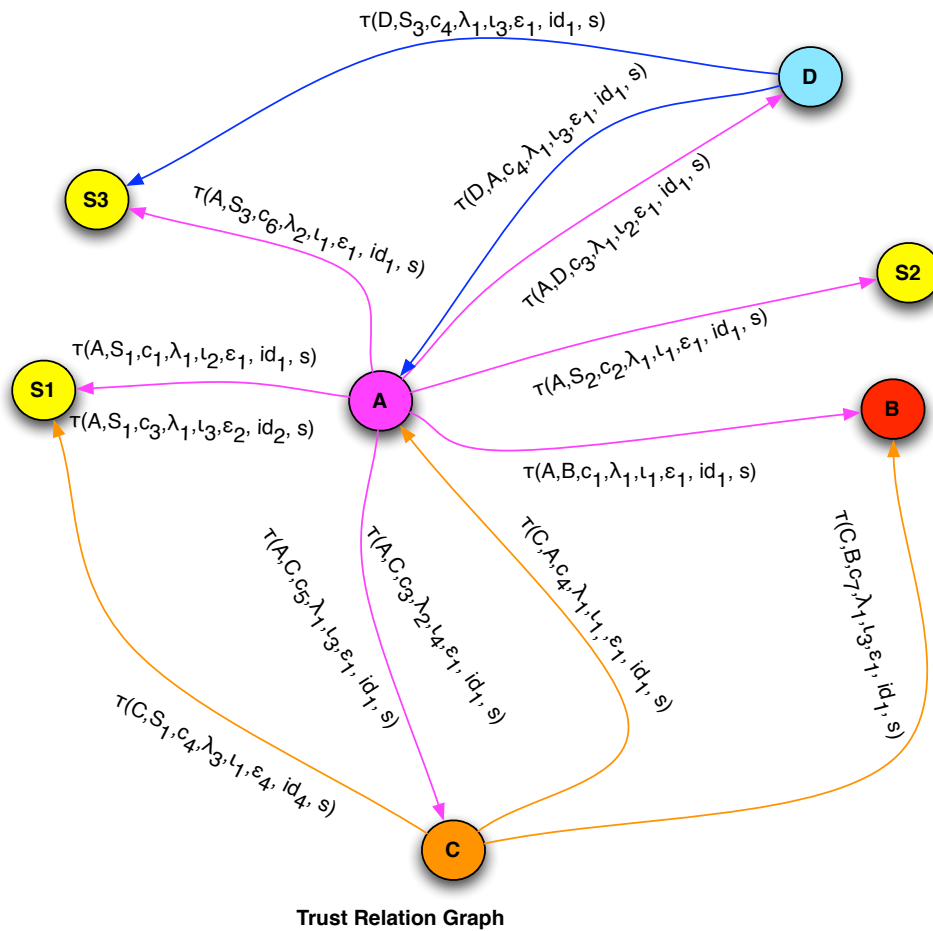 τ(D,S₃,c₄,λ₁,ι₃,ε₁, id₁, s)
D
τ(D,A,c₄,λ₁,ι₃,ε₁, id₁, s)
S3
τ(A,S₃,c₆,λ₂,ι₁,ε₁, id₁, s)
τ(A,D,c₃,λ₁,ι₂,ε₁, id₁, s)
S2
τ(A,S₂,c₂,λ₁,ι₁,ε₁, id₁, s)
τ(A,S₁,c₁,λ₁,ι₂,ε₁, id₁, s)
S1
A
B
τ(A,S₁,c₃,λ₁,ι₃,ε₂, id₂, s)
τ(A,B,c₁,λ₁,ι₁,ε₁, id₁, s)
τ(A,C,c₅,λ₁,ι₃,ε₁, id₁, s)
τ(A,C,c₃,λ₂,ι₄,ε₁, id₁, s)
τ(C,A,c₄,λ₁,ι₁,,ε₁, id₁, s)
τ(C,B,c₇,λ₁,ι₃,ε₁, id₁, s)
τ(C,S₁,c₄,λ₃,ι₁,ε₄, id₄, s)
C
Trust Relation Graph